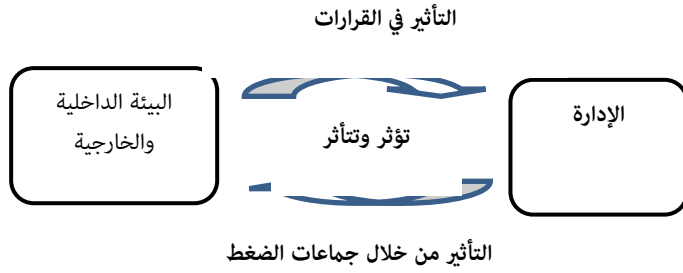 التأثير في القرارات
الإدارة
تؤثر وتتأثر
البيئة الداخلية
والخارجية
التأثير من خلال جماعات الضغط